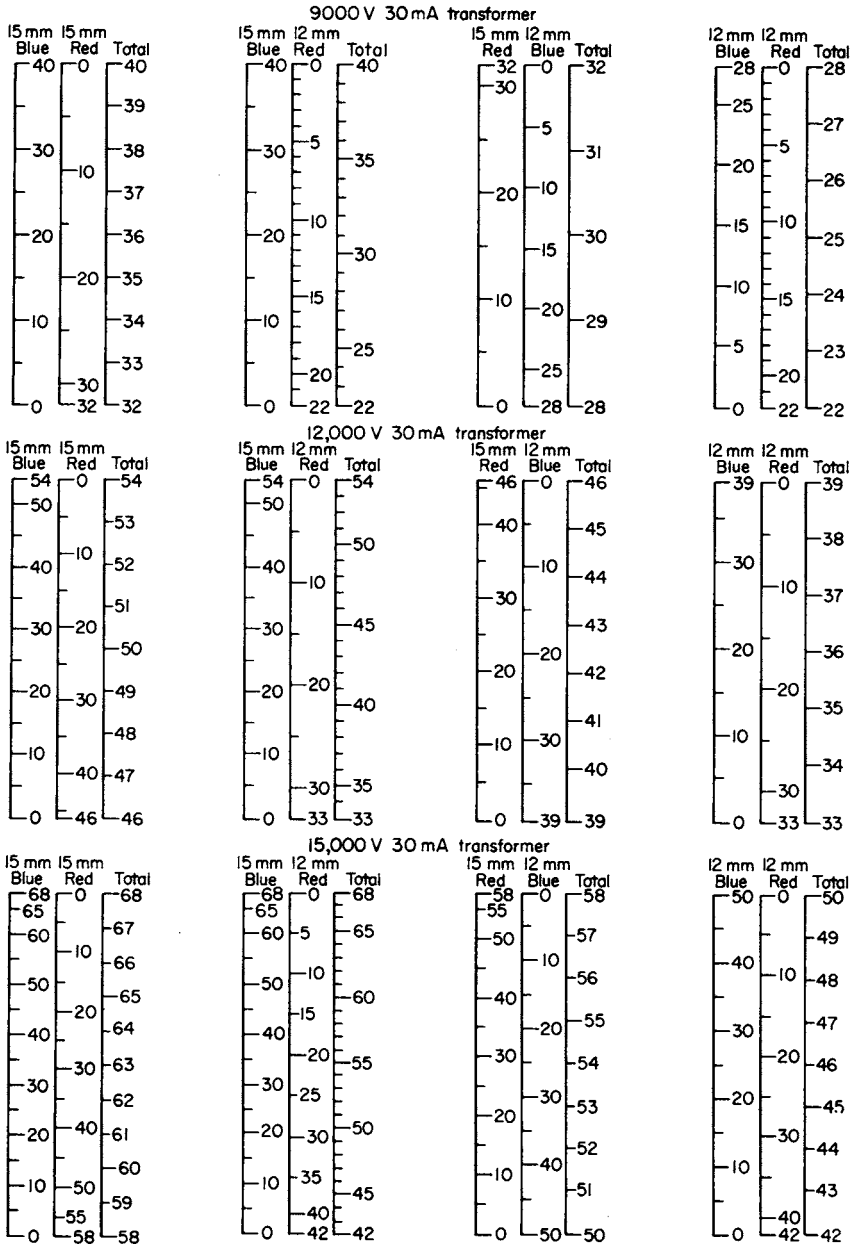 9000 V 30 mA transformer
15 mm 15 mm
Blue Red Total
40 30 20 10 0
0 10 20 30 32
40 39 38 37 36 35 34 33 32
15 mm 12 mm
Blue Red Total
40 30 20 10 0
0 5 10 15 20 22
40 35 30 25 22
15 mm 12 mm
Red Blue Total
32 30 20 10 0
0 5 10 15 20 25 28
32 31 30 29 28
12 mm 12 mm
Blue Red Total
28 25 20 15 10 5 0
0 5 10 15 20 22
28 27 26 25 24 23 22
12,000 V 30 mA transformer
15 mm 15 mm
Blue Red Total
54 50 40 30 20 10 0
0 10 20 30 40 46
54 53 52 51 50 49 48 47 46
15 mm 12 mm
Blue Red Total
54 50 40 30 20 10 0
0 10 20 30 33
54 50 45 40 35 33
15 mm 12 mm
Red Blue Total
46 40 30 20 10 0
0 10 20 30 39
46 45 44 43 42 41 40 39
12 mm 12 mm
Blue Red Total
39 30 20 10 0
0 10 20 30 33
39 38 37 36 35 34 33
15,000 V 30 mA transformer
15 mm 15 mm
Blue Red Total
68 65 60 50 40 30 20 10 0
0 10 20 30 40 50 55 58
68 67 66 65 64 63 62 61 60 59 58
15 mm 12 mm
Blue Red Total
68 65 60 50 40 30 20 10 0
0 5 10 15 20 25 30 35 40 42
68 65 60 55 50 45 42
15 mm 12 mm
Red Blue Total
58 55 50 40 30 20 10 0
0 10 20 30 40 50
58 57 56 55 54 53 52 51 50
12 mm 12 mm
Blue Red Total
50 40 30 20 10 0
0 10 20 30 40 42
50 49 48 47 46 45 44 43 42